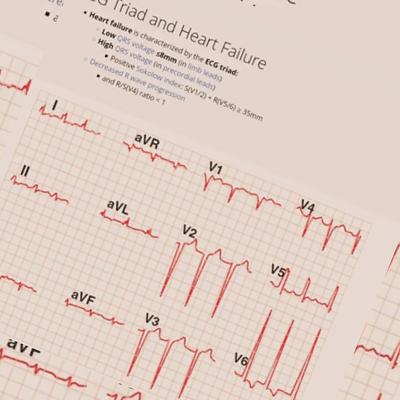 G Triad and Heart Failure
Heart failure is characterized by the ECG triad:
Low QRS voltage ≤8mm (in limb leads)
High QRS voltage (in precordial leads)
Positive Sokolow index: S(V1/2) + R(V5/6) ≥ 35mm
Decreased R wave progression
and R/S(V4) ratio < 1
I
aVR
V1
V4
II
aVL
V2
V5
aVF
V3
V6